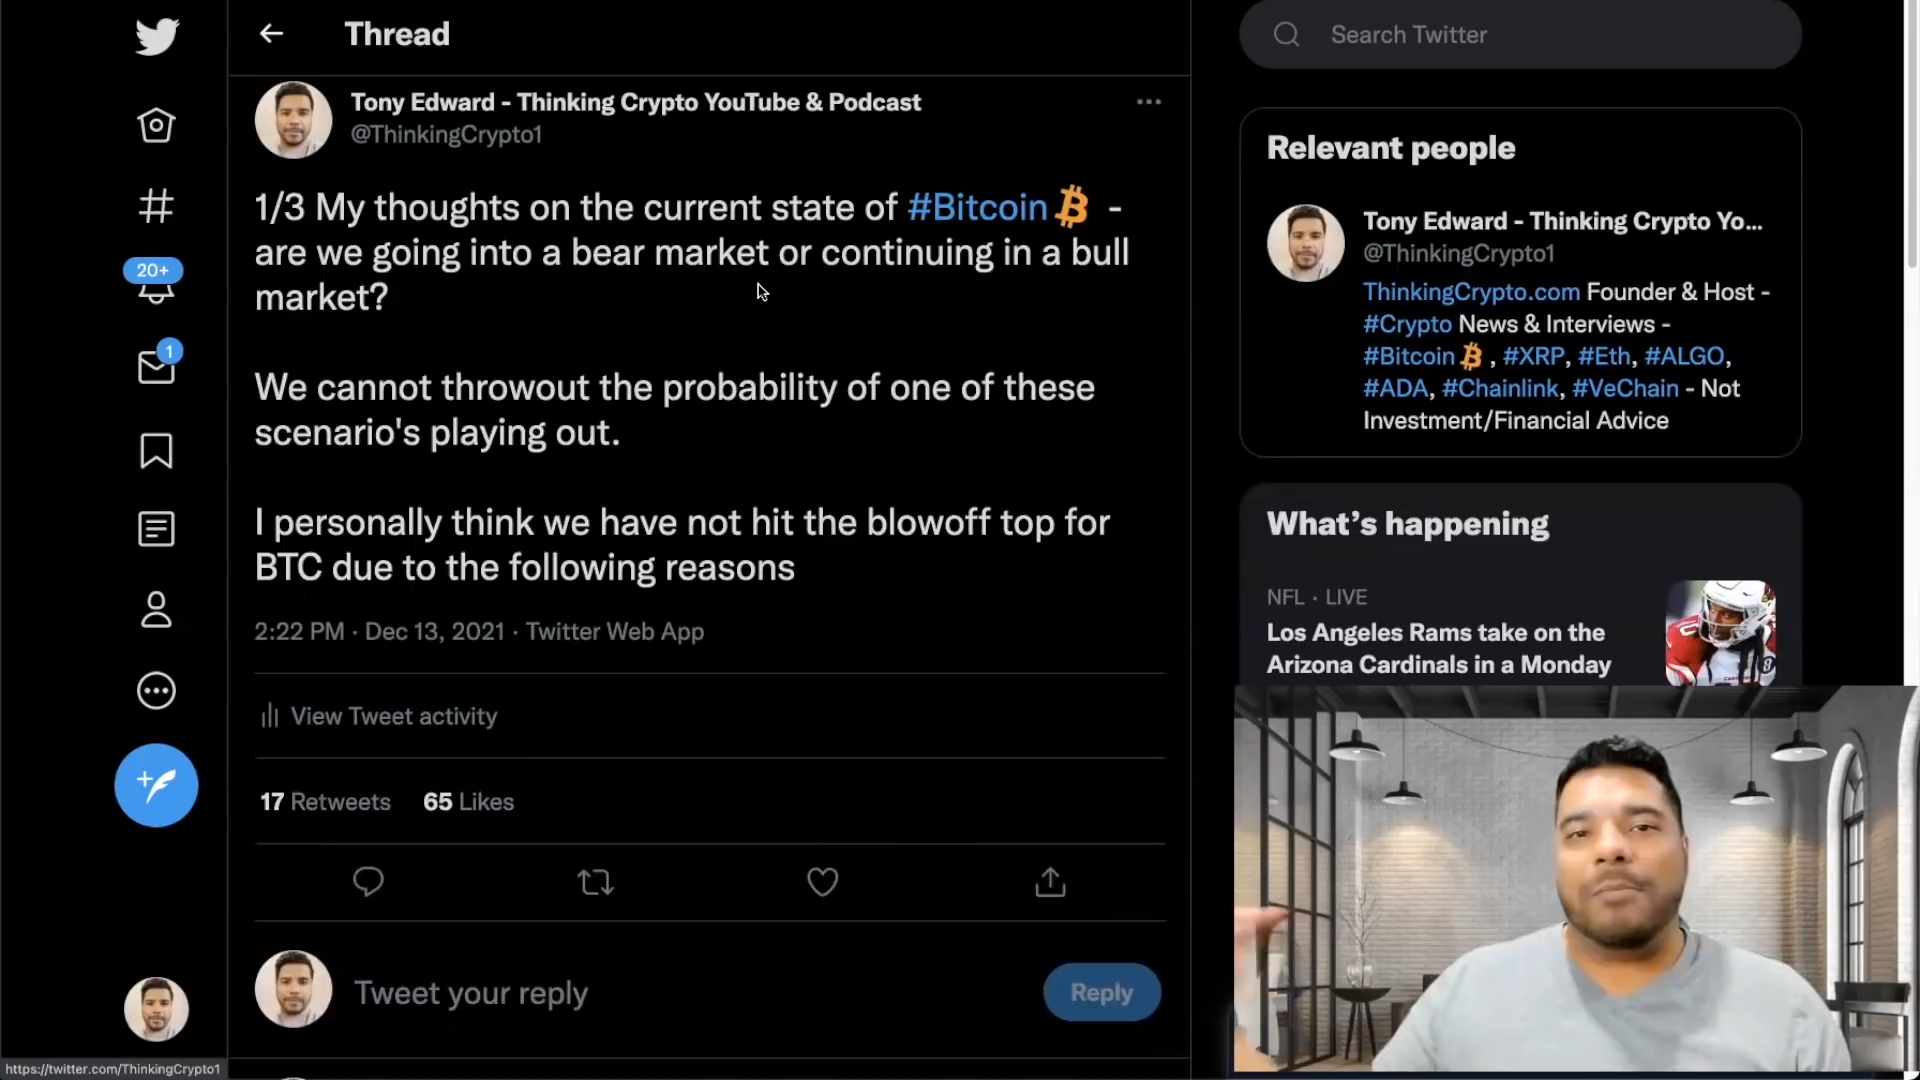 Thread
Search Twitter
Tony Edward - Thinking Crypto YouTube & Podcast
@ThinkingCrypto1
1/3 My thoughts on the current state of #Bitcoin -
are we going into a bear market or continuing in a bull
market?
We cannot throwout the probability of one of these
scenario's playing out.
I personally think we have not hit the blowoff top for
BTC due to the following reasons
2:22 PM · Dec 13, 2021 · Twitter Web App
View Tweet activity
17 Retweets 65 Likes
Tweet your reply
Reply
20+
1
Relevant people
Tony Edward - Thinking Crypto Yo...
@ThinkingCrypto1
ThinkingCrypto.com Founder & Host -
#Crypto News & Interviews -
#Bitcoin , #XRP, #Eth, #ALGO,
#ADA, #Chainlink, #VeChain - Not
Investment/Financial Advice
What's happening
NFL · LIVE
Los Angeles Rams take on the
Arizona Cardinals in a Monday
https://twitter.com/ThinkingCrypto1